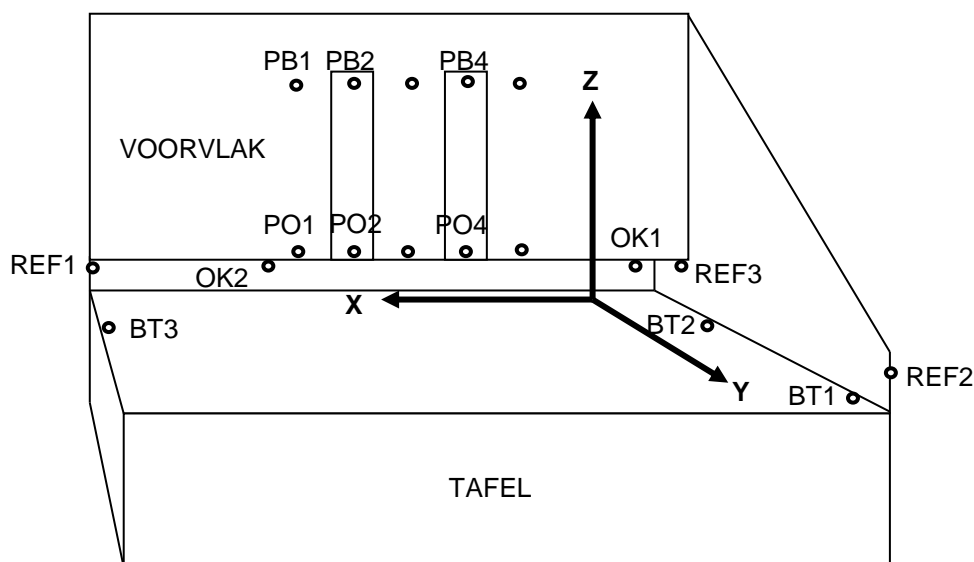 PB1 PB2 PB4
Z
VOORVLAK
PO1 PO2 PO4
OK1
REF1
OK2
REF3
X
BT3
BT2
REF2
Y
BT1
TAFEL